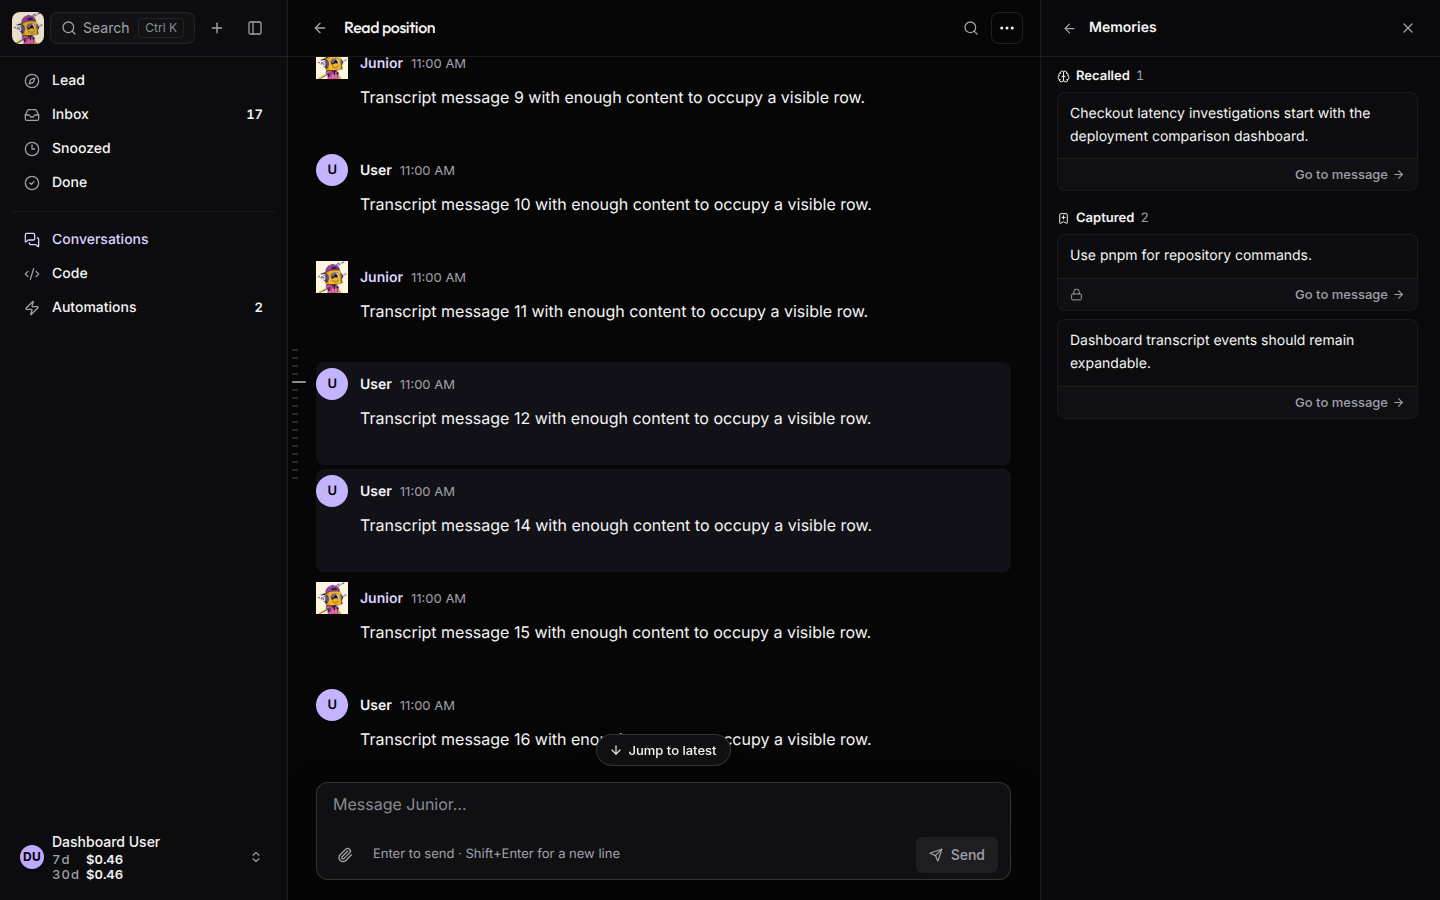 Search Ctrl K
Lead
Inbox 17
Snoozed
Done
Conversations
Code
Automations 2
Dashboard User
DU
7d $0.46
30d $0.46
Read position
Junior 11:00 AM
Transcript message 9 with enough content to occupy a visible row.
U User 11:00 AM
Transcript message 10 with enough content to occupy a visible row.
Junior 11:00 AM
Transcript message 11 with enough content to occupy a visible row.
U User 11:00 AM
Transcript message 12 with enough content to occupy a visible row.
U User 11:00 AM
Transcript message 14 with enough content to occupy a visible row.
Junior 11:00 AM
Transcript message 15 with enough content to occupy a visible row.
U User 11:00 AM
Transcript message 16 with ccupy a visible row.
Jump to latest
Message Junior...
Enter to send · Shift+Enter for a new line
Send
Memories
Recalled 1
Checkout latency investigations start with the
deployment comparison dashboard.
Go to message
Captured 2
Use pnpm for repository commands.
Go to message
Dashboard transcript events should remain
expandable.
Go to message